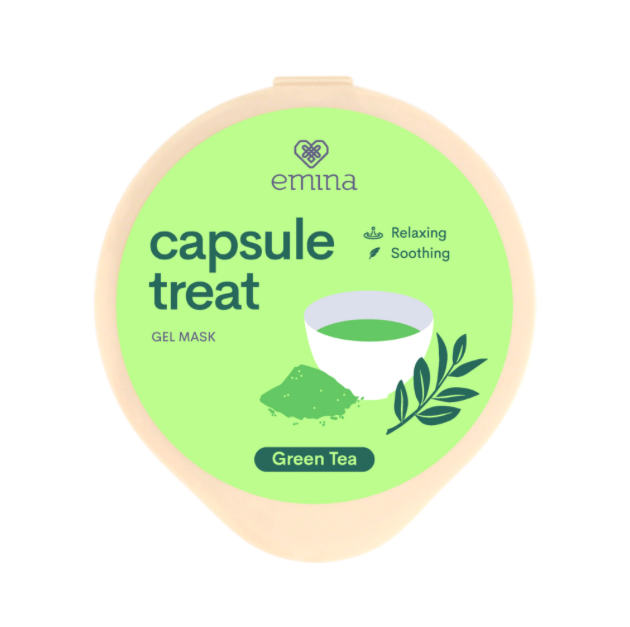 emina
capsule
treat
Relaxing
Soothing
GEL MASK
Green Tea